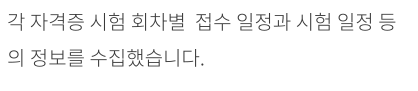 각 자격증 시험 회차별  접수 일정과 시험 일정 등
의 정보를 수집했습니다.